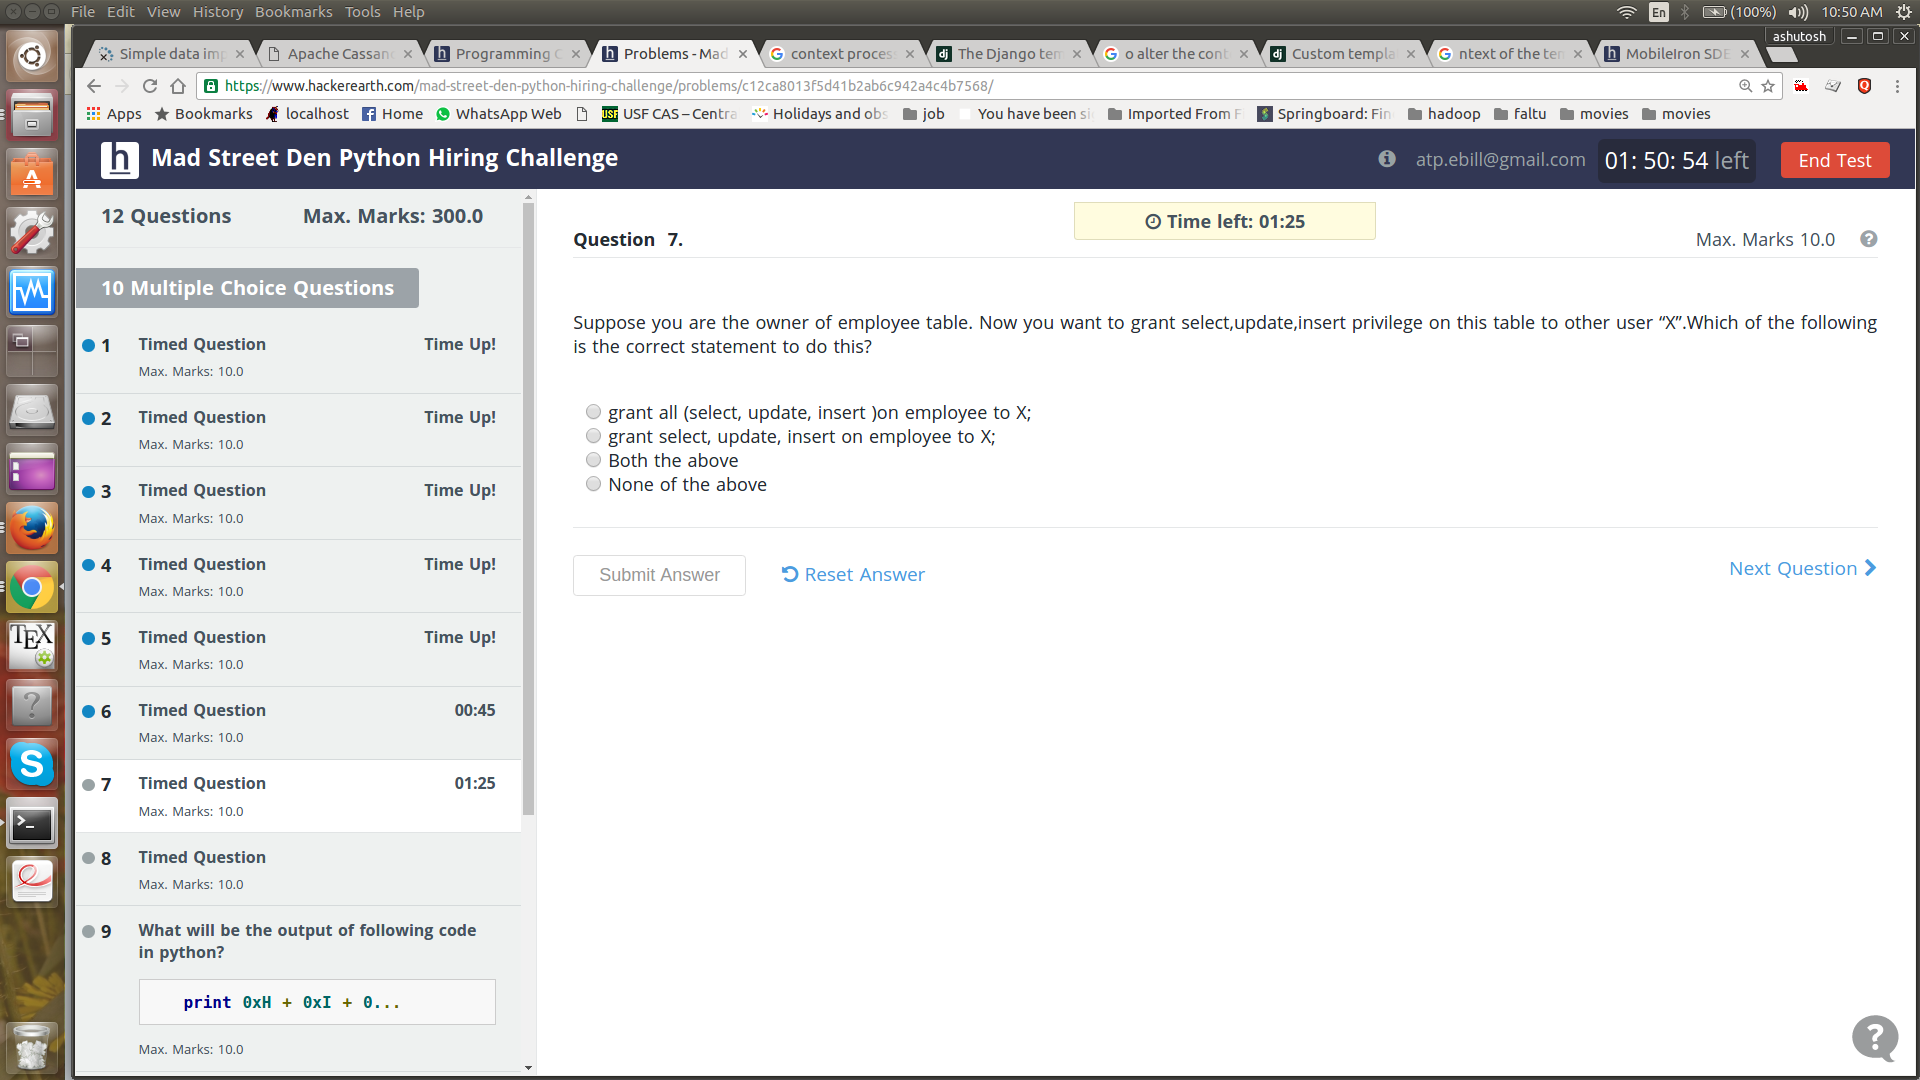 File Edit View History Bookmarks Tools Help
En (100%) 10:50 AM
Simple data im
Apache Cassan
Programming C
Problems - Mad
context proces
The Django tem
o alter the cont
Custom templa
ntext of the ten
MobileIron SDE
ashutosh
https://www.hackerearth.com/mad-street-den-python-hiring-challenge/problems/c12ca8013f5d41b2ab6c942a4c4b7568/
Apps Bookmarks localhost Home WhatsApp Web USF CAS – Centra Holidays and obs job You have been si Imported From F Springboard: Fin hadoop faltu movies movies
h Mad Street Den Python Hiring Challenge
atp.ebill@gmail.com 01: 50: 54 left End Test
12 Questions Max. Marks: 300.0
10 Multiple Choice Questions
1 Timed Question Time Up!
Max. Marks: 10.0
2 Timed Question Time Up!
Max. Marks: 10.0
3 Timed Question Time Up!
Max. Marks: 10.0
4 Timed Question Time Up!
Max. Marks: 10.0
5 Timed Question Time Up!
Max. Marks: 10.0
6 Timed Question 00:45
Max. Marks: 10.0
7 Timed Question 01:25
Max. Marks: 10.0
8 Timed Question
Max. Marks: 10.0
9 What will be the output of following code
in python?
print 0xH + 0xI + 0...
Max. Marks: 10.0
Time left: 01:25
Question 7. Max. Marks 10.0 ?
Suppose you are the owner of employee table. Now you want to grant select,update,insert privilege on this table to other user “X”.Which of the following
is the correct statement to do this?
grant all (select, update, insert )on employee to X;
grant select, update, insert on employee to X;
Both the above
None of the above
Submit Answer Reset Answer Next Question
?